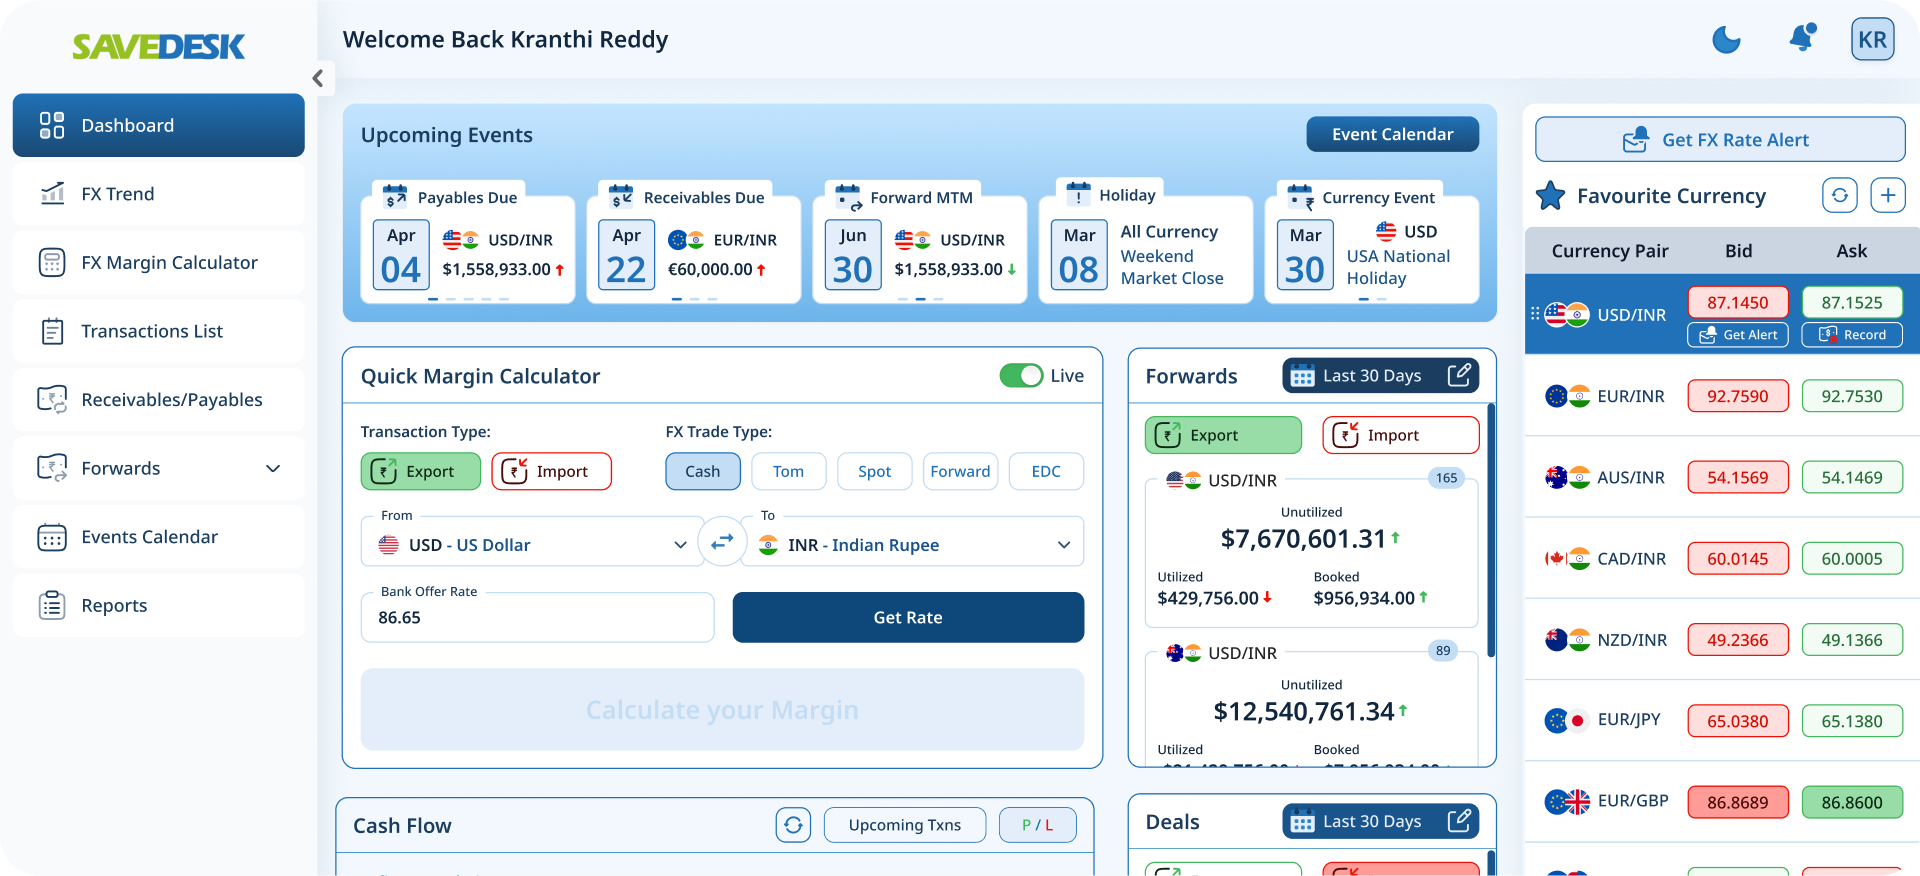 SAVEDESK
Dashboard
FX Trend
FX Margin Calculator
Transactions List
Receivables/Payables
Forwards
Events Calendar
Reports
Welcome Back Kranthi Reddy
KR
Upcoming Events
Event Calendar
Payables Due
Apr
04
USD/INR
$1,558,933.00
Receivables Due
Apr
22
EUR/INR
€60,000.00
Forward MTM
Jun
30
USD/INR
$1,558,933.00
Holiday
Mar
08
All Currency
Weekend
Market Close
Currency Event
Mar
30
USD
USA National
Holiday
Quick Margin Calculator
Live
Transaction Type:
Export
Import
FX Trade Type:
Cash
Tom
Spot
Forward
EDC
From
USD - US Dollar
To
INR - Indian Rupee
Bank Offer Rate
86.65
Get Rate
Calculate your Margin
Forwards
Last 30 Days
Export
Import
USD/INR
165
Unutilized
$7,670,601.31
Utilized
$429,756.00
Booked
$956,934.00
USD/INR
89
Unutilized
$12,540,761.34
Utilized
Booked
Cash Flow
Upcoming Txns
P / L
Deals
Last 30 Days
Get FX Rate Alert
Favourite Currency
Currency Pair Bid Ask
USD/INR 87.1450 87.1525
Get Alert Record
EUR/INR 92.7590 92.7530
AUS/INR 54.1569 54.1469
CAD/INR 60.0145 60.0005
NZD/INR 49.2366 49.1366
EUR/JPY 65.0380 65.1380
EUR/GBP 86.8689 86.8600